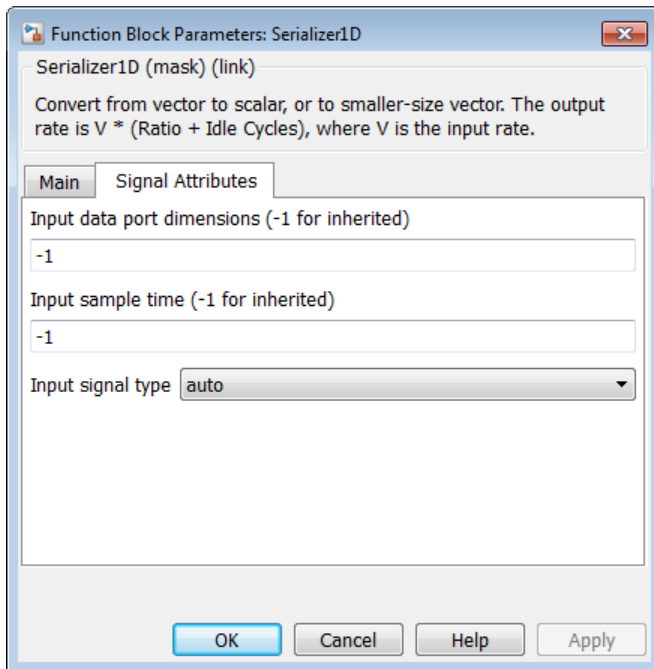 Function Block Parameters: Serializer1D
Serializer1D (mask) (link)
Convert from vector to scalar, or to smaller-size vector. The output
rate is V * (Ratio + Idle Cycles), where V is the input rate.
Main Signal Attributes
Input data port dimensions (-1 for inherited)
-1
Input sample time (-1 for inherited)
-1
Input signal type auto
OK Cancel Help Apply